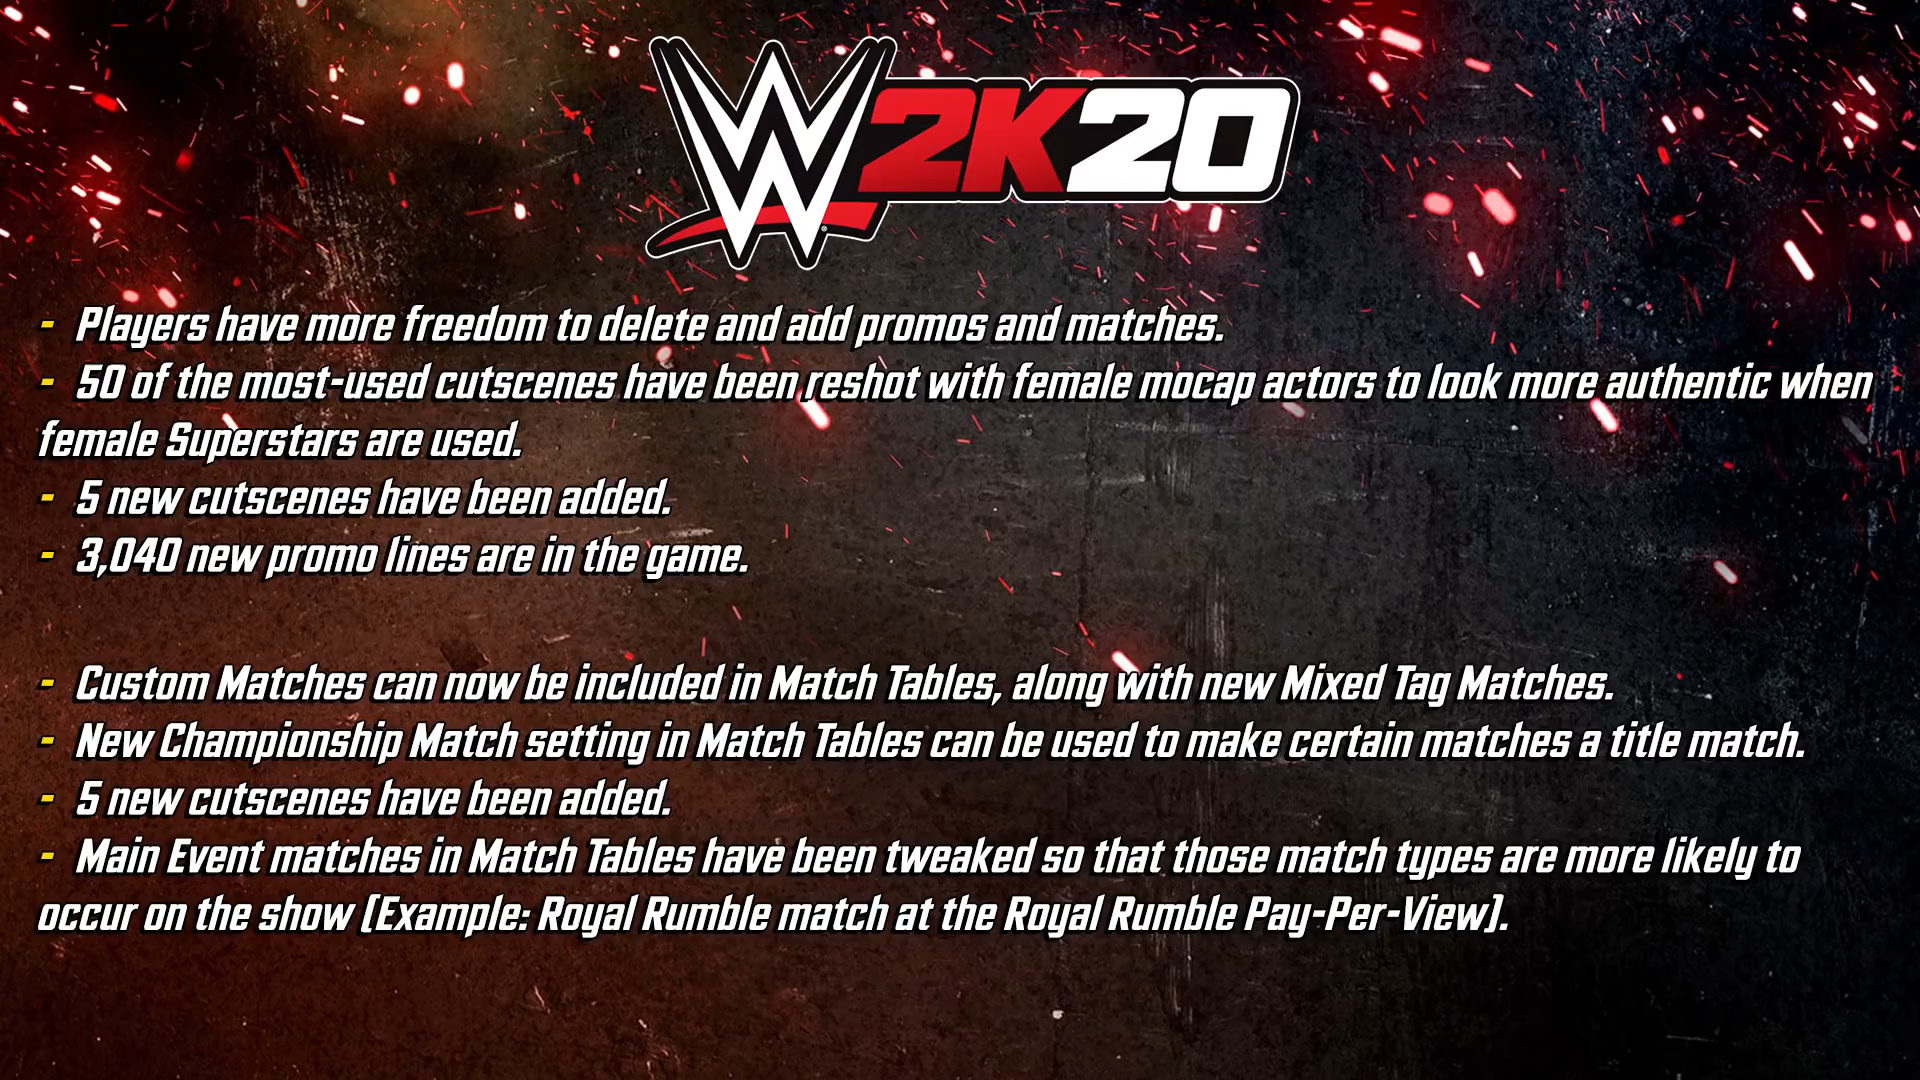 W2K20
- Players have more freedom to delete and add promos and matches.
- 50 of the most-used cutscenes have been reshot with female mocap actors to look more authentic when
female Superstars are used.
- 5 new cutscenes have been added.
- 3,040 new promo lines are in the game.
- Custom Matches can now be included in Match Tables, along with new Mixed Tag Matches.
- New Championship Match setting in Match Tables can be used to make certain matches a title match.
- 5 new cutscenes have been added.
- Main Event matches in Match Tables have been tweaked so that those match types are more likely to
occur on the show (Example: Royal Rumble match at the Royal Rumble Pay-Per-View).